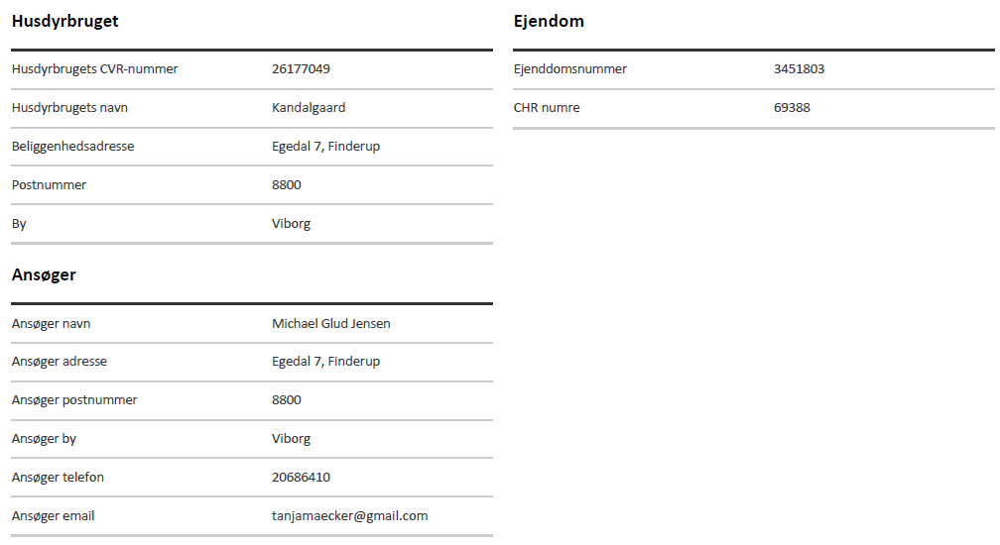 Husdyrbruget
Husdyrbrugets CVR-nummer 26177049
Husdyrbrugets navn Kandalgaard
Beliggenhedsadresse Egedal 7, Finderup
Postnummer 8800
By Viborg
Ansøger
Ansøger navn Michael Glud Jensen
Ansøger adresse Egedal 7, Finderup
Ansøger postnummer 8800
Ansøger by Viborg
Ansøger telefon 20686410
Ansøger email tanjamaecker@gmail.com
Ejendom
Ejenddomsnummer 3451803
CHR numre 69388